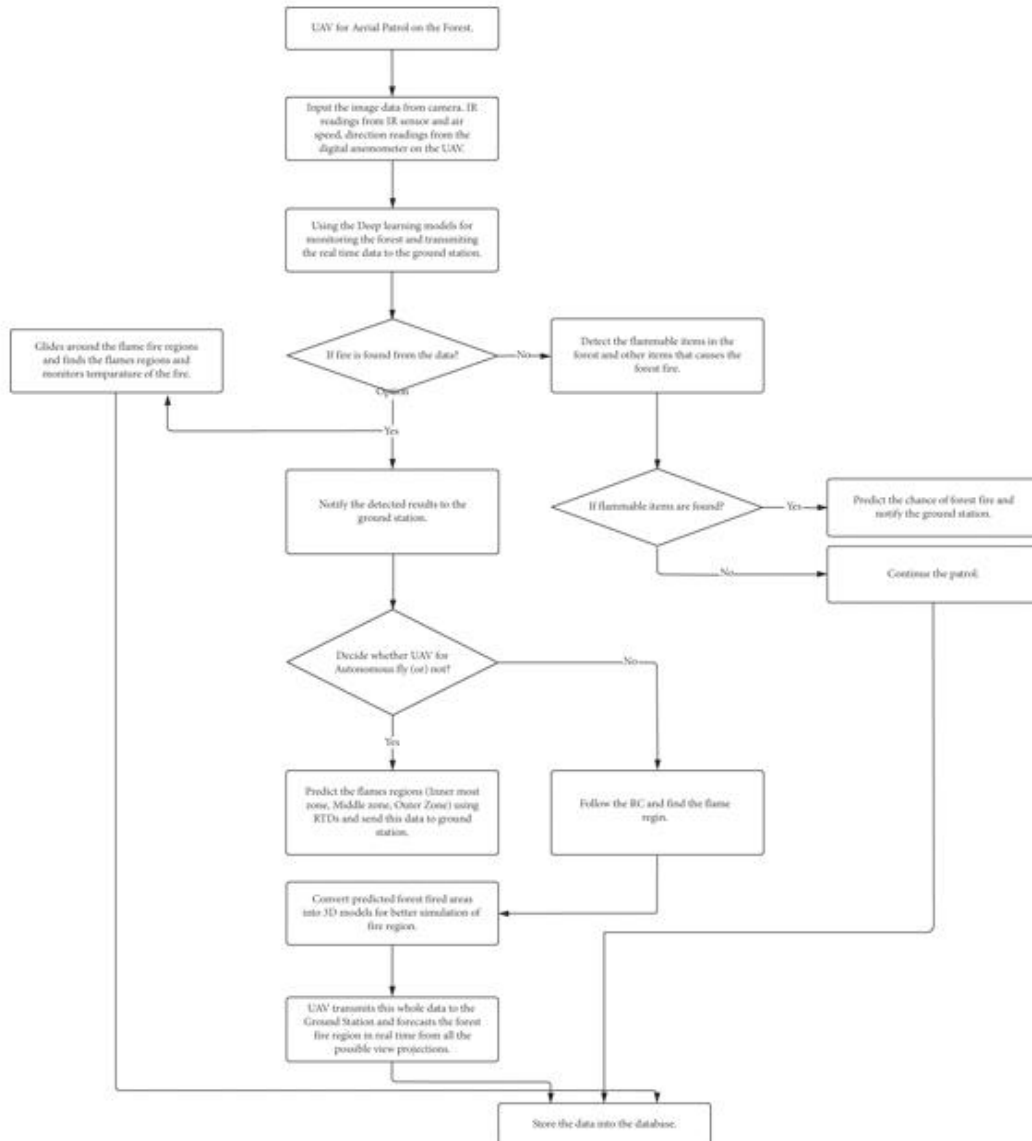 UAV for Aerial Patrol on the Forest.
Input the image data from camera, IR
readings from IR sensor and air
speed, direction readings from the
digital anemometer on the UAV.
Using the Deep learning models for
monitoring the forest and transmiting
the real time data to the ground station.
If fire is found from the data?
No
Option
Yes
Glides around the flame fire regions
and finds the flames regions and
monitors temparature of the fire.
Detect the flammable items in the
forest and other items that causes the
forest fire.
If flammable items are found?
Yes
Predict the chance of forest fire and
notify the ground station.
No
Continue the patrol.
Notify the detected results to the
ground station.
Decide whether UAV for
Autonomous fly (or) not?
No
Yes
Predict the flames regions (Inner most
zone, Middle zone, Outer Zone) using
RTDs and send this data to ground
station.
Follow the RC and find the flame
regin.
Convert predicted forest fired areas
into 3D models for better simulation of
fire region.
UAV transmits this whole data to the
Ground Station and forecasts the forest
fire region in real time from all the
possible view projections.
Store the data into the database.